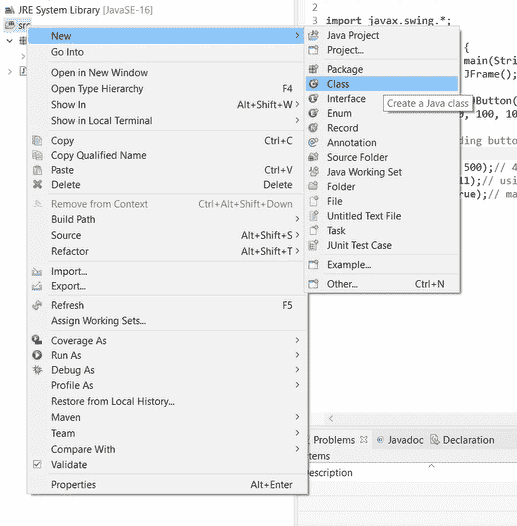 JRE System Library [JavaSE-16]
src
New
Go Into
Open in New Window
Open Type Hierarchy F4
Show In Alt+Shift+W
Show in Local Terminal
Copy Ctrl+C
Copy Qualified Name
Paste Ctrl+V
Delete Delete
Remove from Context Ctrl+Alt+Shift+Down
Build Path
Source Alt+Shift+S
Refactor Alt+Shift+T
Import...
Export...
Refresh F5
Assign Working Sets...
Coverage As
Run As
Debug As
Profile As
Restore from Local History...
Maven
Team
Compare With
Validate
Properties Alt+Enter
Java Project
Project...
Package
Class
Interface
Enum
Record
Annotation
Source Folder
Java Working Set
Folder
File
Untitled Text File
Task
JUnit Test Case
Example...
Other... Ctrl+N
Create a Java class
2
3 import javax.swing.*;
{
main(Stri
JFrame();
Button(
0, 100, 10
ding button
500);// 4
ll);// usin
rue);// ma
Problems Javadoc Declaration
items
escription